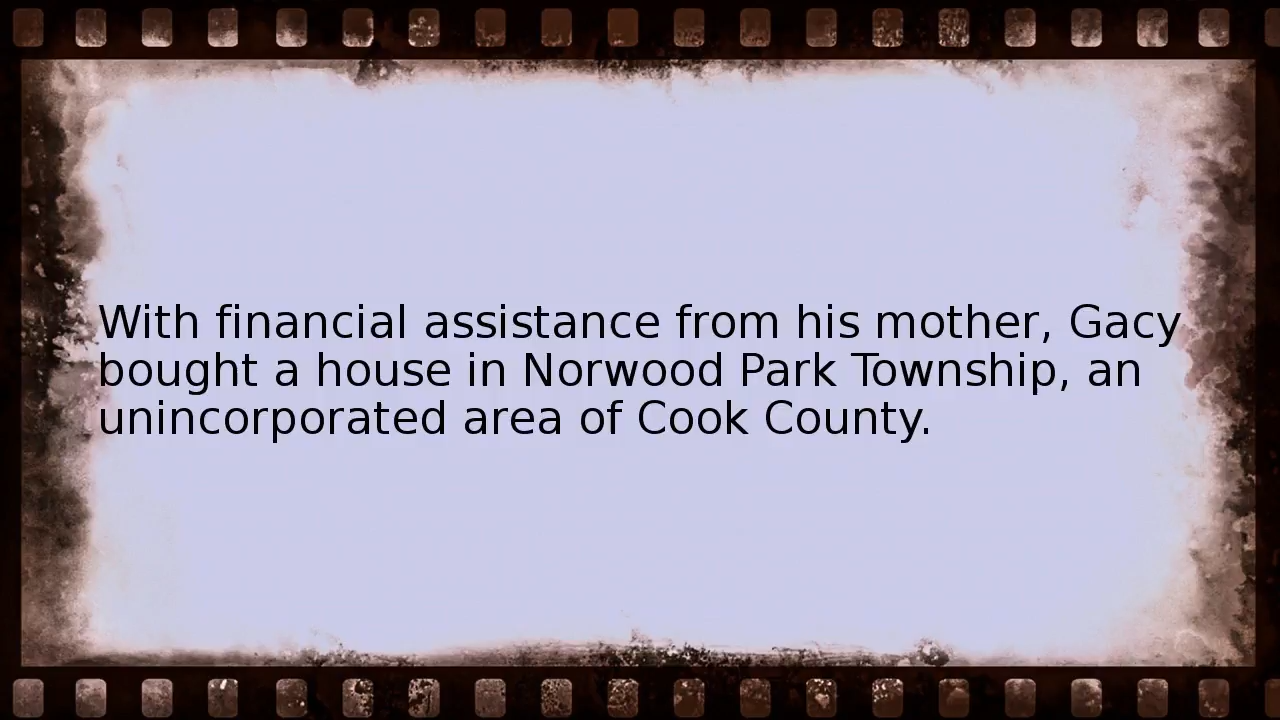 With financial assistance from his mother, Gacy
bought a house in Norwood Park Township, an
unincorporated area of Cook County.